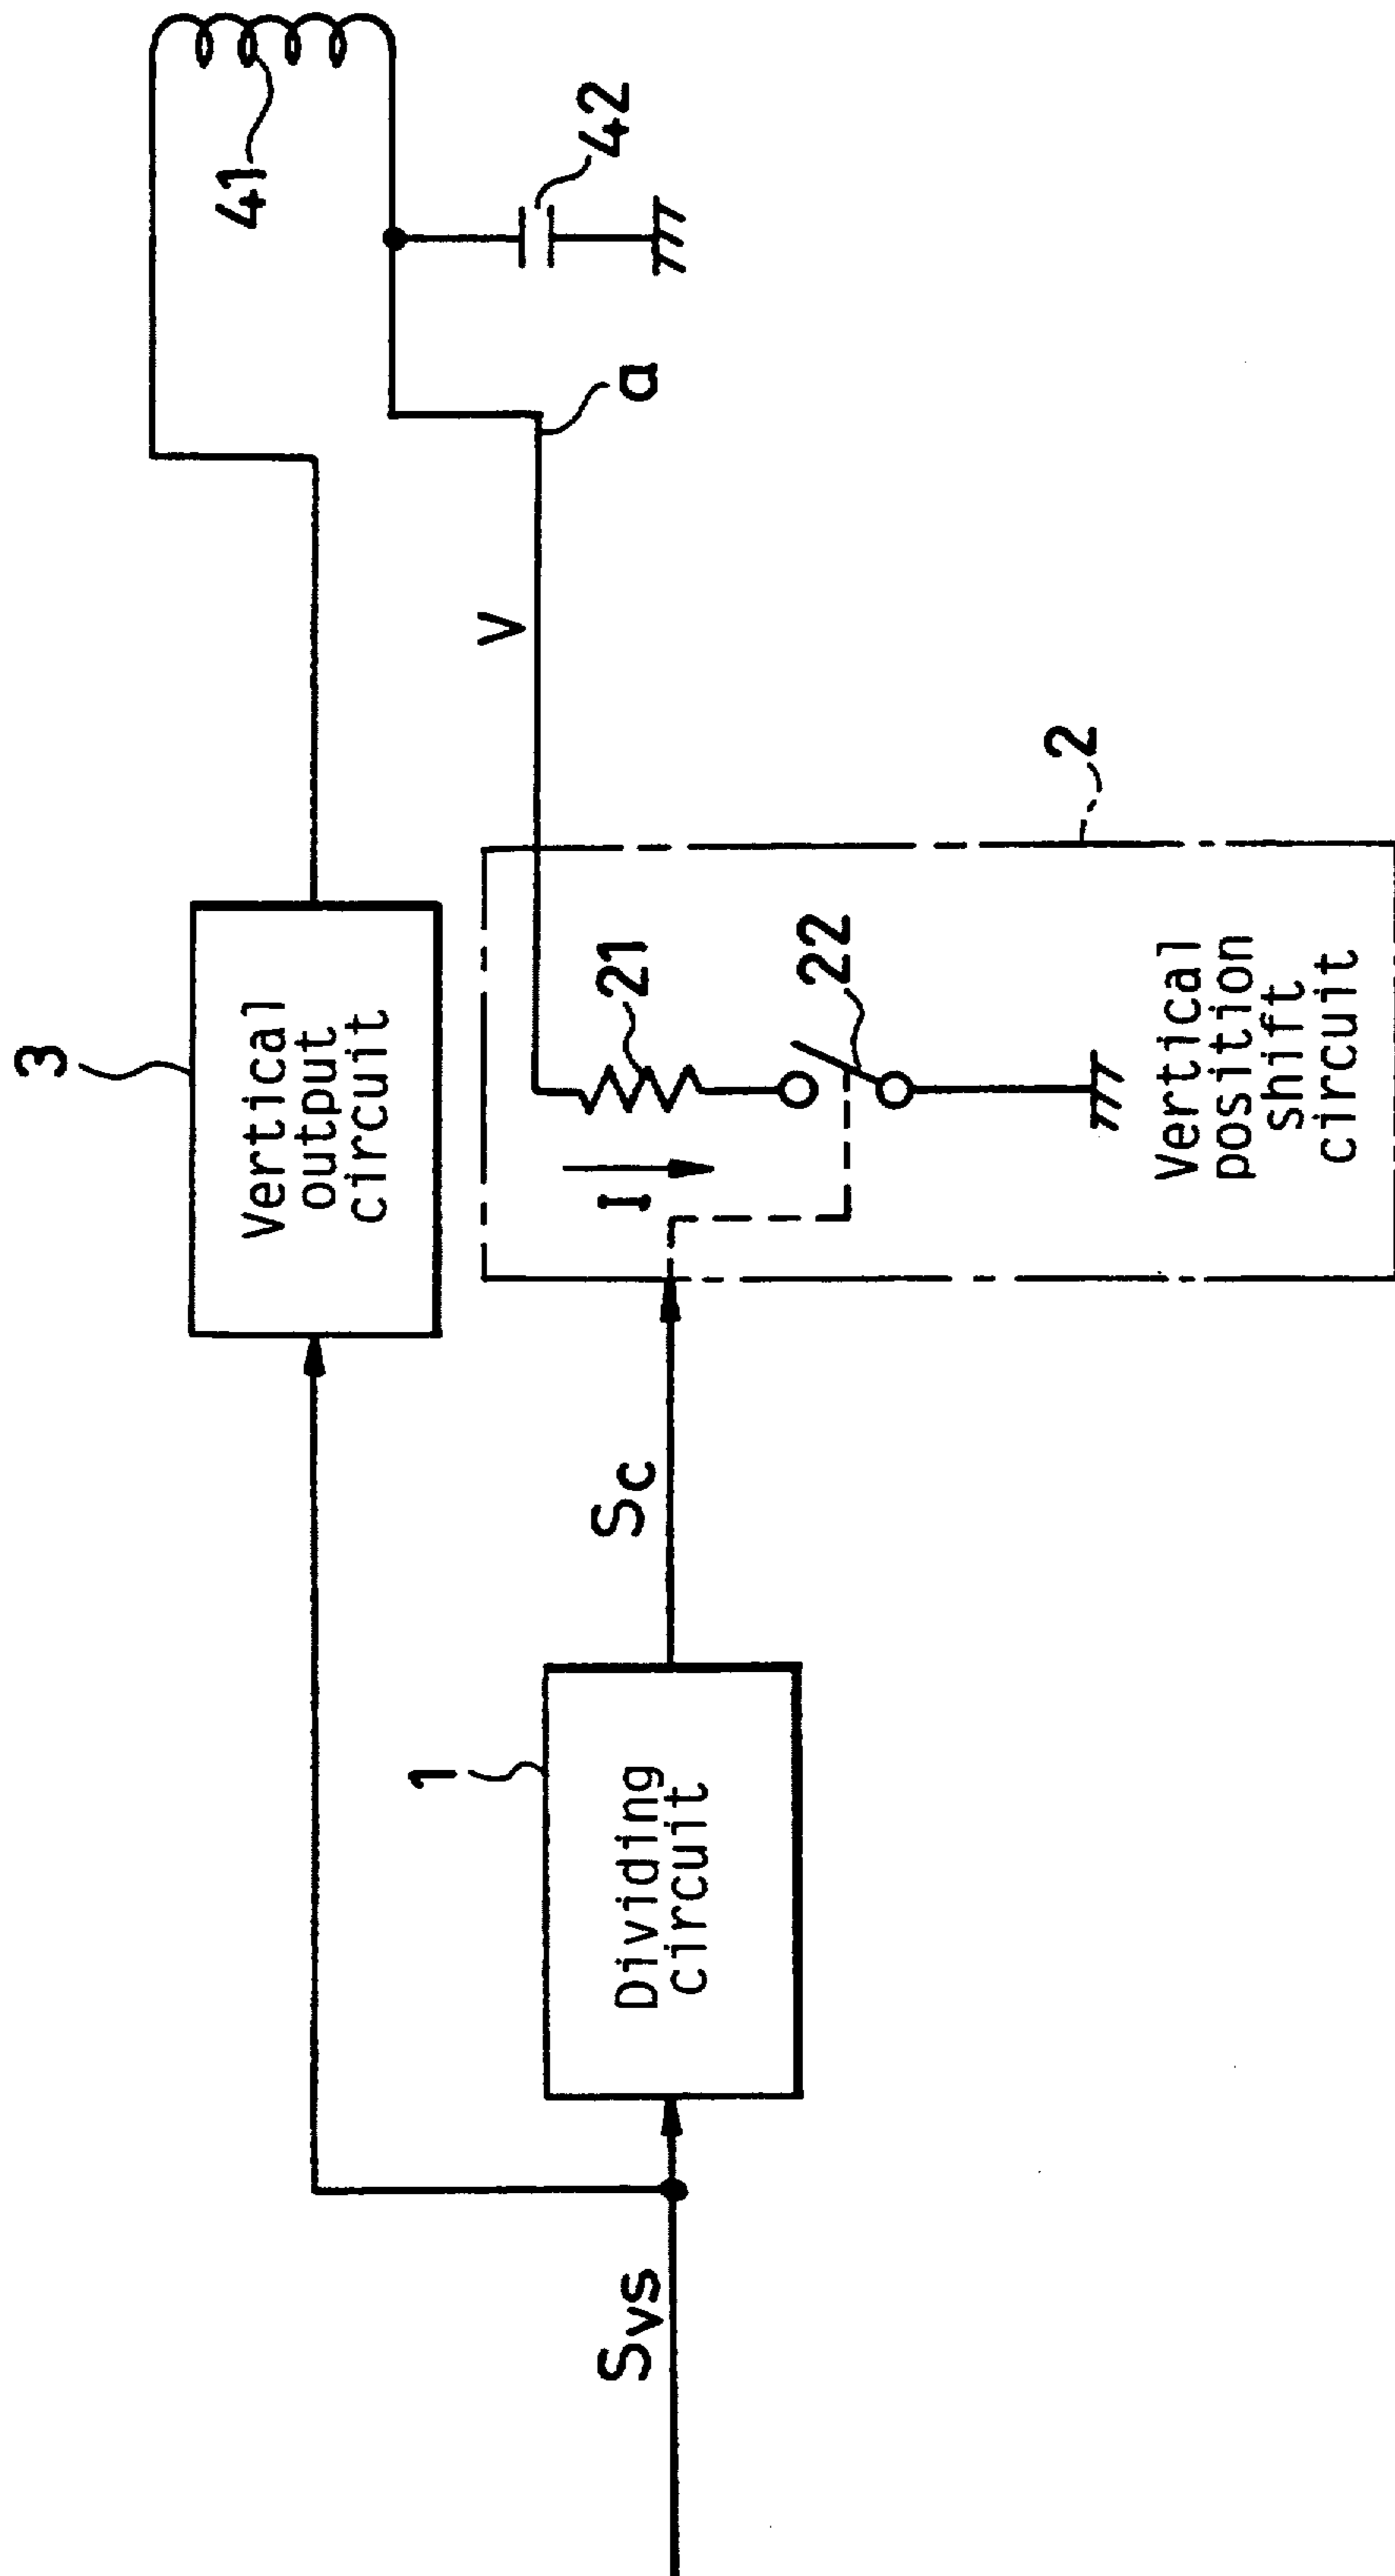 3
Vertical
output
circuit
41
42
a
V
2
21
22
I
Vertical
position
shift
circuit
Sc
1
Dividing
circuit
Svs